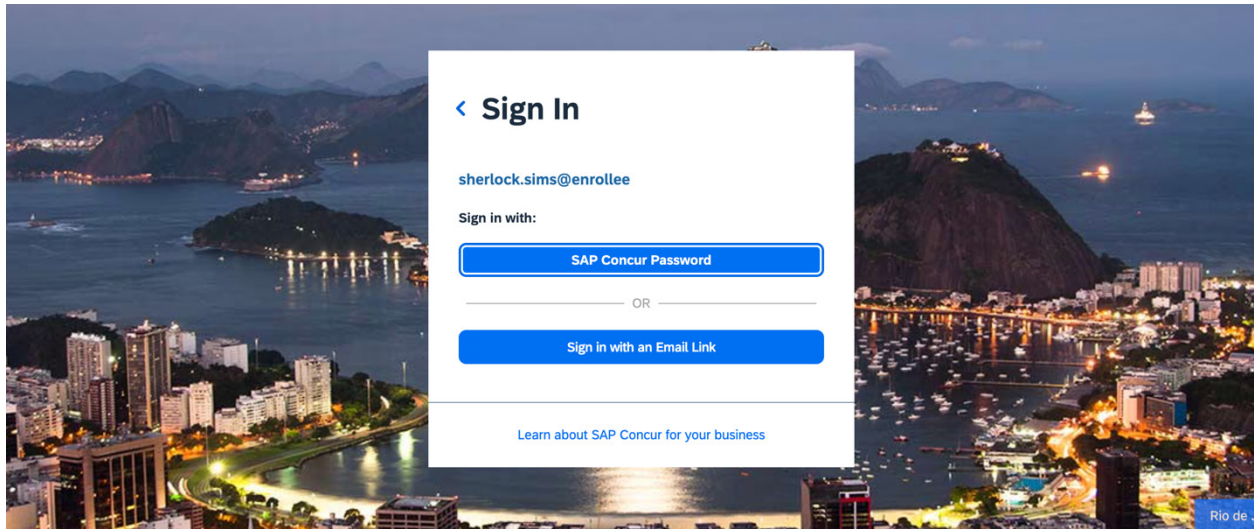 Sign In
sherlock.sims@enrollee
Sign in with:
SAP Concur Password
OR
Sign in with an Email Link
Learn about SAP Concur for your business
Rio de